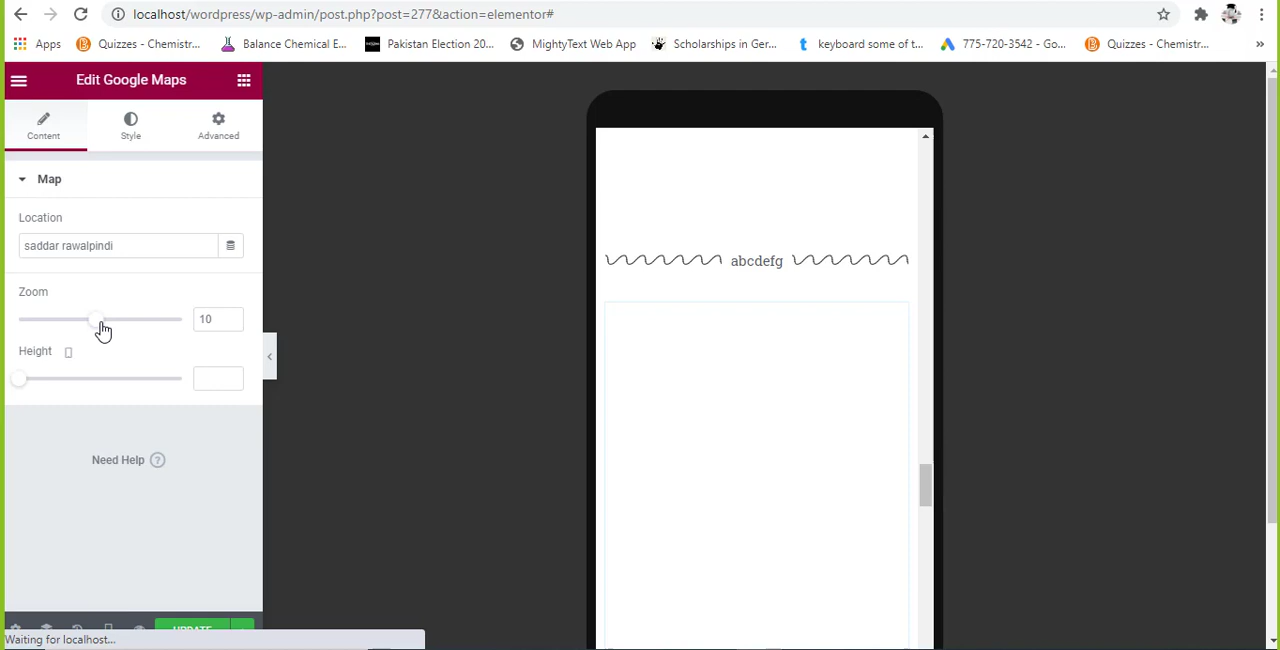 localhost/wordpress/wp-admin/post.php?post=277&action=elementor#
Apps Quizzes - Chemistr... Balance Chemical E... Pakistan Election 20... MightyText Web App Scholarships in Ger... keyboard some of t... 775-720-3542 - Go... Quizzes - Chemistr... »
Edit Google Maps
Content Style Advanced
Map
Location
saddar rawalpindi
Zoom
10
Height
Need Help ?
UPDATE
Waiting for localhost...
abcdefg